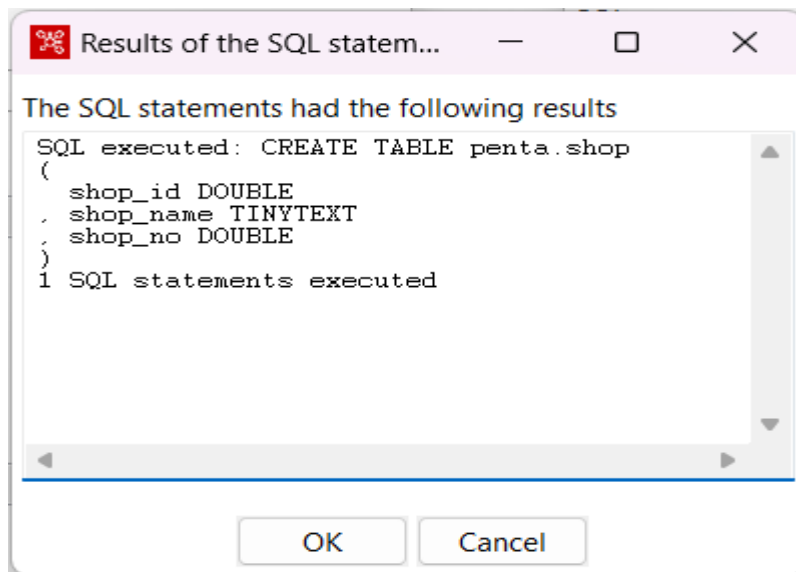 Results of the SQL statem...
The SQL statements had the following results
SQL executed: CREATE TABLE penta.shop
(
  shop_id DOUBLE
, shop_name TINYTEXT
, shop_no DOUBLE
)
1 SQL statements executed
OK
Cancel